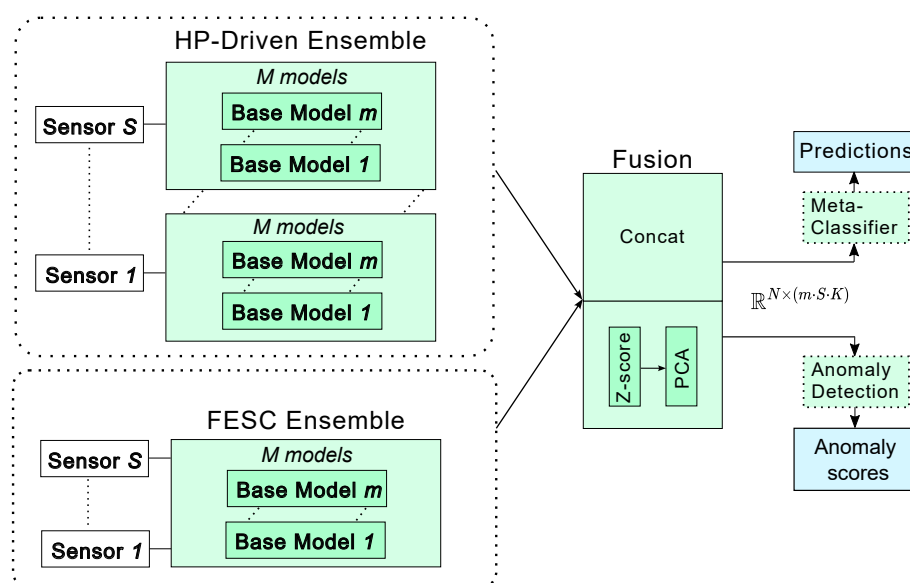 HP-Driven Ensemble
M models
Sensor S
Base Model m
Base Model 1
M models
Sensor 1
Base Model m
Base Model 1
FESC Ensemble
M models
Sensor S
Base Model m
Sensor 1
Base Model 1
Fusion
Concat
Z-score
PCA
Predictions
Meta-
Classifier
ℝ^{N×(m·S·K)}
Anomaly
Detection
Anomaly
scores